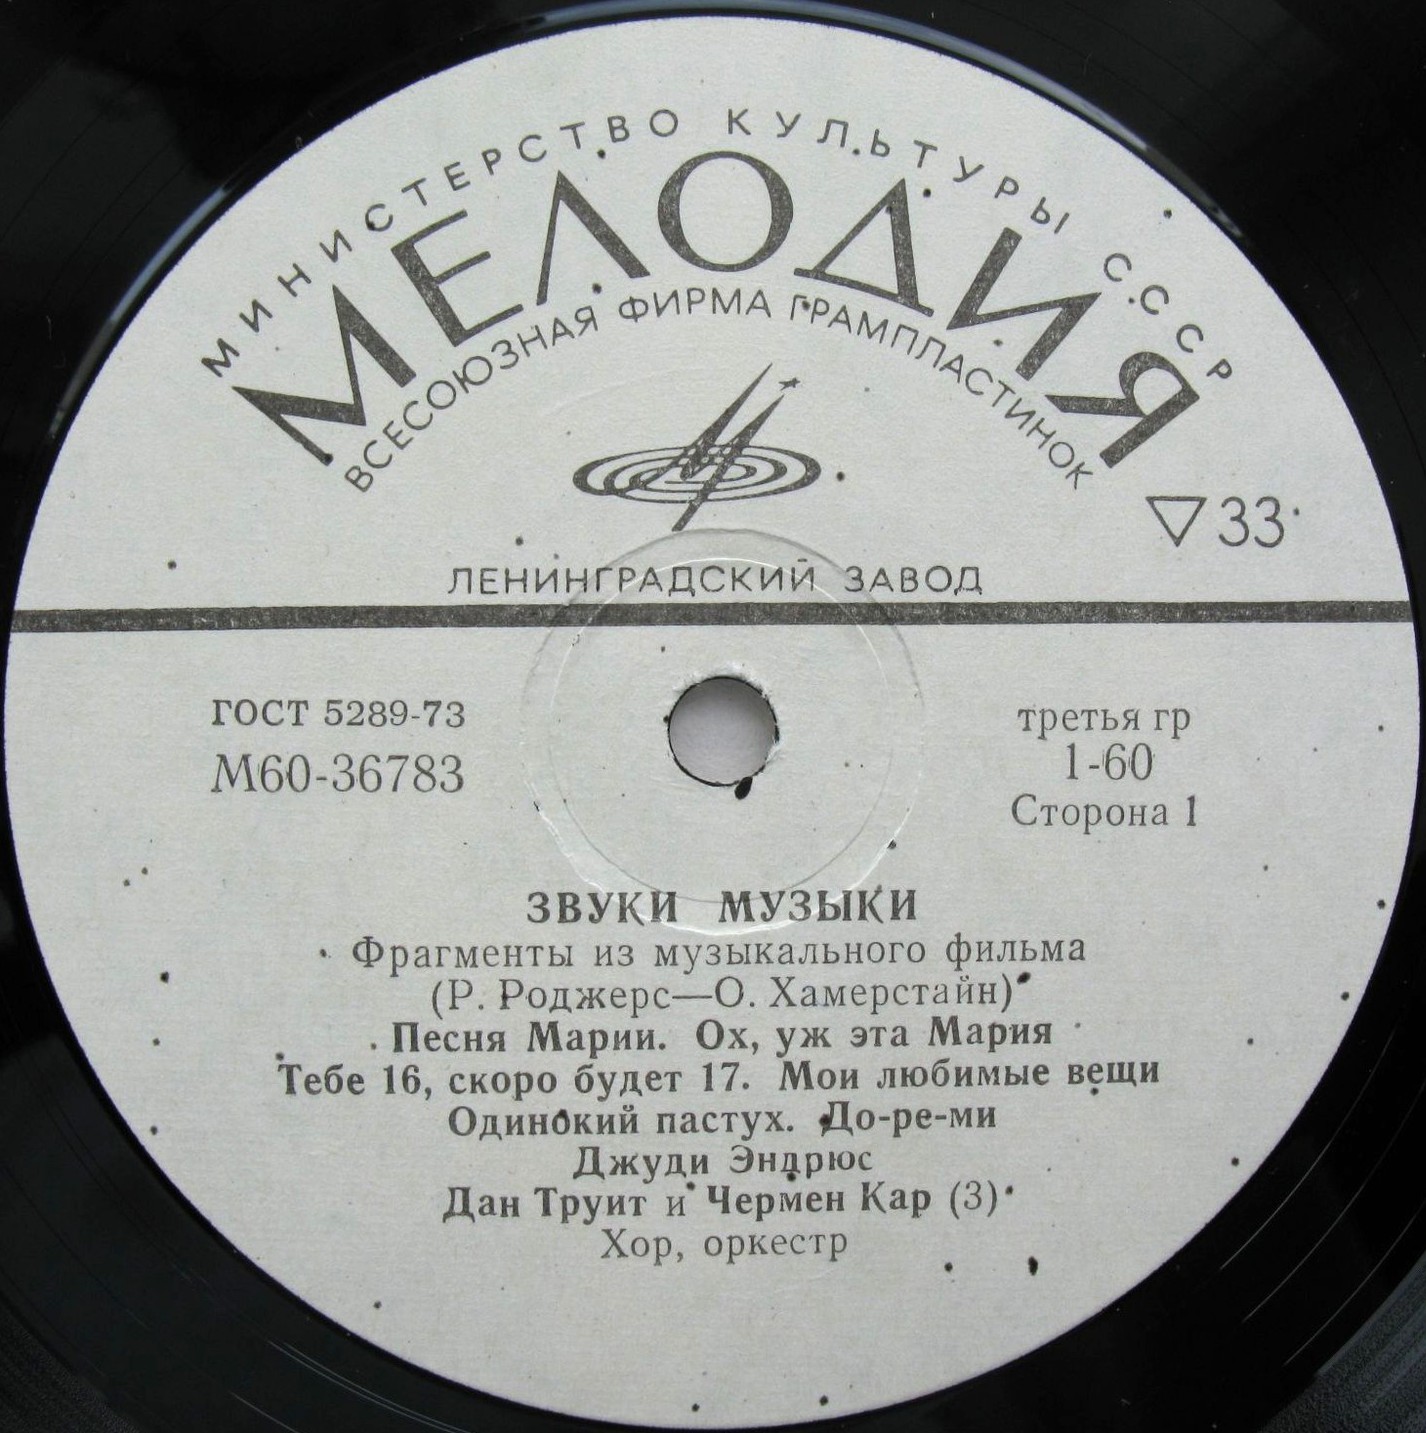 МИНИСТЕРСТВО КУЛЬТУРЫ СССР
МЕЛОДИЯ
ВСЕСОЮЗНАЯ ФИРМА ГРАМПЛАСТИНОК
33
ЛЕНИНГРАДСКИЙ ЗАВОД
ГОСТ 5289-73
М60-36783
третья гр
1-60
Сторона 1
ЗВУКИ МУЗЫКИ
Фрагменты из музыкального фильма
(Р. Роджерс—О. Хамерстайн)
Песня Марии. Ох, уж эта Мария
Тебе 16, скоро будет 17. Мои любимые вещи
Одинокий пастух. До-ре-ми
Джуди Эндрюс
Дан Труит и Чермен Кар (3)
Хор, оркестр